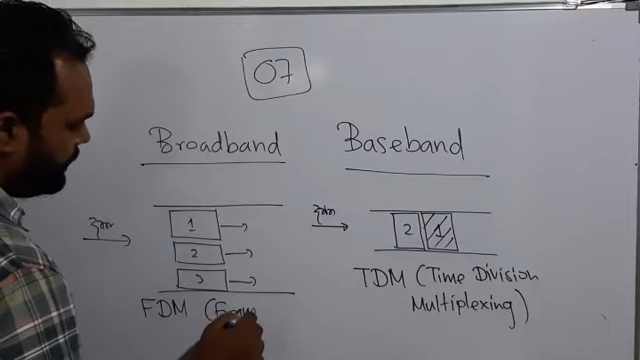 07
Broadband
Baseband
1
2
3
2 1
FDM (
TDM (Time Division
Multiplexing)